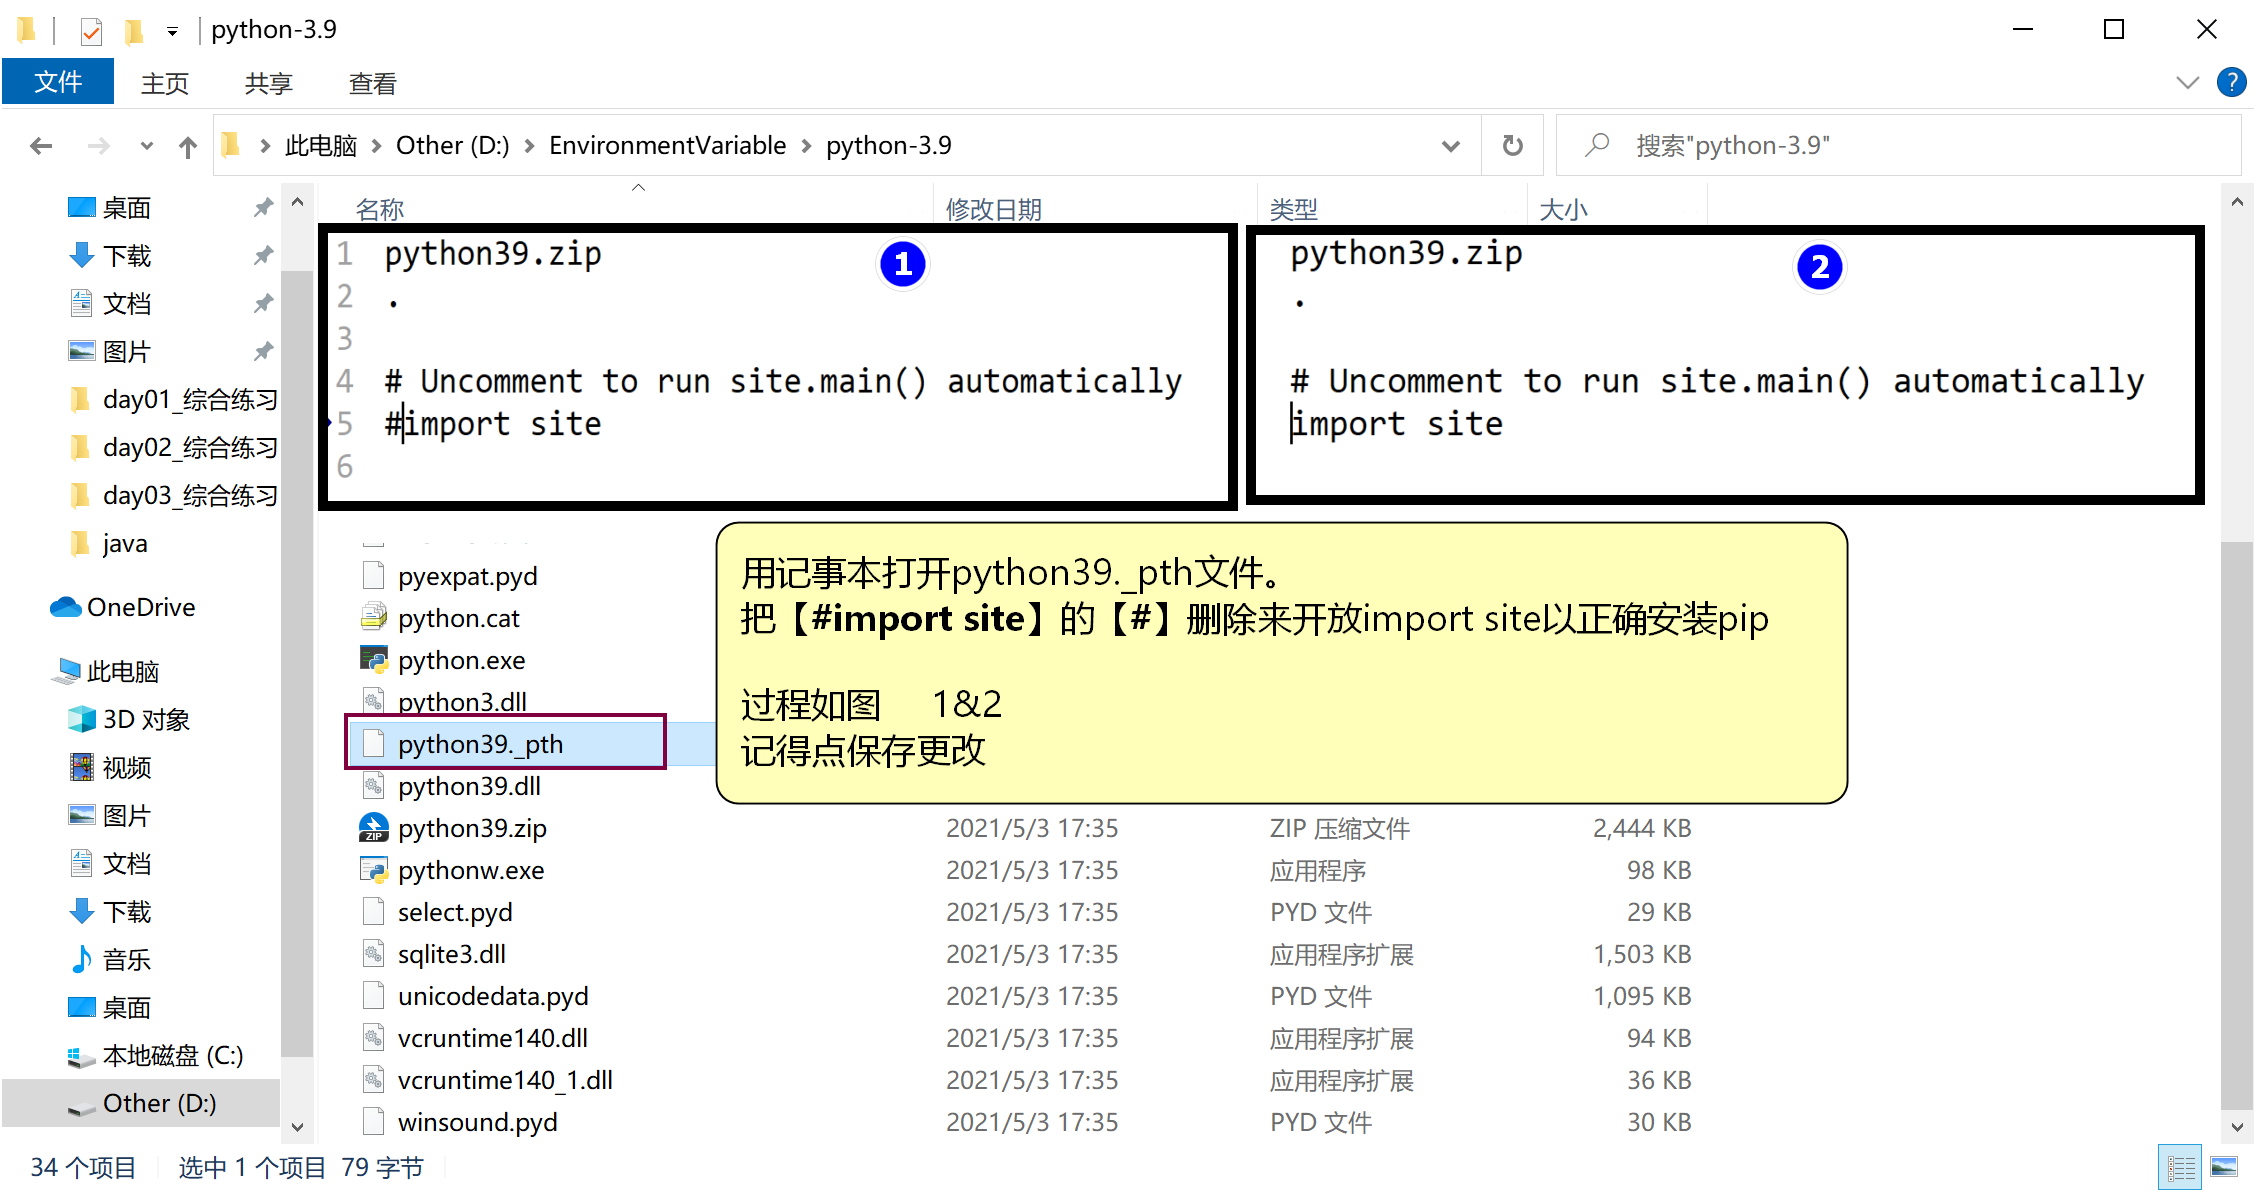 python-3.9
文件 主页 共享 查看
此电脑 Other (D:) EnvironmentVariable python-3.9
搜索"python-3.9"
桌面
下载
文档
图片
day01_综合练习
day02_综合练习
day03_综合练习
java
OneDrive
此电脑
3D 对象
视频
图片
文档
下载
音乐
桌面
本地磁盘 (C:)
Other (D:)
名称 修改日期 类型 大小
1 python39.zip
2 .
3
4 # Uncomment to run site.main() automatically
5 #import site
6
1
python39.zip
.
# Uncomment to run site.main() automatically
import site
2
用记事本打开python39._pth文件。
把【#import site】的【#】删除来开放import site以正确安装pip
过程如图 1&2
记得点保存更改
pyexpat.pyd
python.cat
python.exe
python3.dll
python39._pth
python39.dll
python39.zip 2021/5/3 17:35 ZIP 压缩文件 2,444 KB
pythonw.exe 2021/5/3 17:35 应用程序 98 KB
select.pyd 2021/5/3 17:35 PYD 文件 29 KB
sqlite3.dll 2021/5/3 17:35 应用程序扩展 1,503 KB
unicodedata.pyd 2021/5/3 17:35 PYD 文件 1,095 KB
vcruntime140.dll 2021/5/3 17:35 应用程序扩展 94 KB
vcruntime140_1.dll 2021/5/3 17:35 应用程序扩展 36 KB
winsound.pyd 2021/5/3 17:35 PYD 文件 30 KB
34 个项目 选中 1 个项目 79 字节